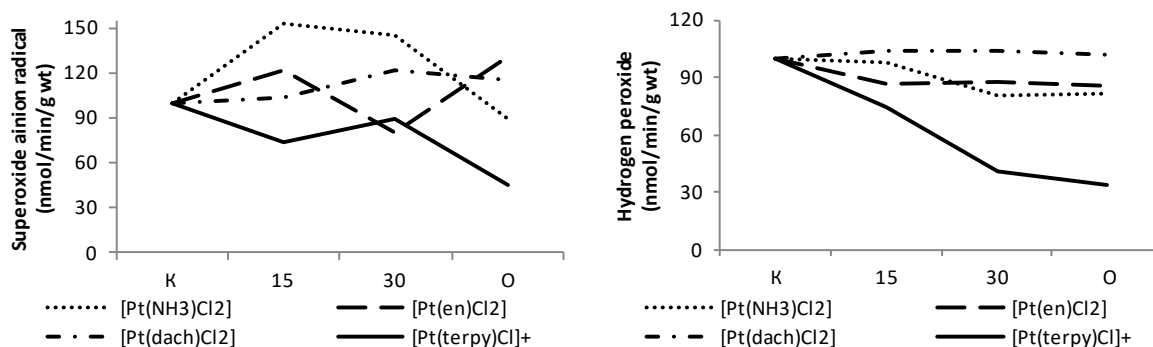 Superoxide ainion radical
(nmol/min/g wt)
150
120
90
60
30
0
K 15 30 O
[Pt(NH3)Cl2] [Pt(en)Cl2]
[Pt(dach)Cl2] [Pt(terpy)Cl]+
Hydrogen peroxide
(nmol/min/g wt)
120
90
60
30
0
K 15 30 O
[Pt(NH3)Cl2] [Pt(en)Cl2]
[Pt(dach)Cl2] [Pt(terpy)Cl]+